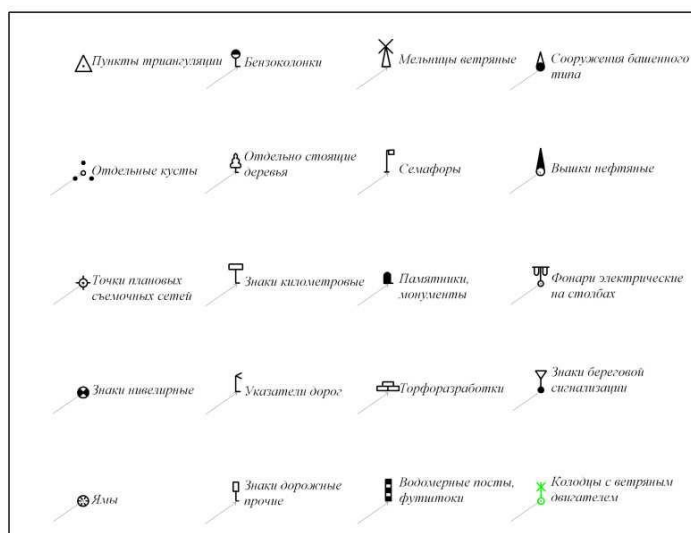 Пункты триангуляции
Бензоколонки
Мельницы ветряные
Сооружения башенного
типа
Отдельные кусты
Отдельно стоящие
деревья
Семафоры
Вышки нефтяные
Точки плановых
съемочных сетей
Знаки километровые
Памятники,
монументы
Фонари электрические
на столбах
Знаки нивелирные
Указатели дорог
Торфоразработки
Знаки береговой
сигнализации
Ямы
Знаки дорожные
прочие
Водомерные посты,
футштоки
Колодцы с ветряным
двигателем